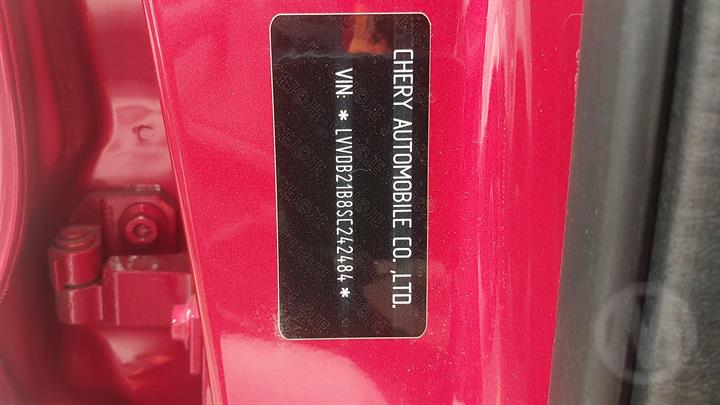 CHERY AUTOMOBILE CO. ,LTD.
VIN: * LVVDB21B8SC242484 *